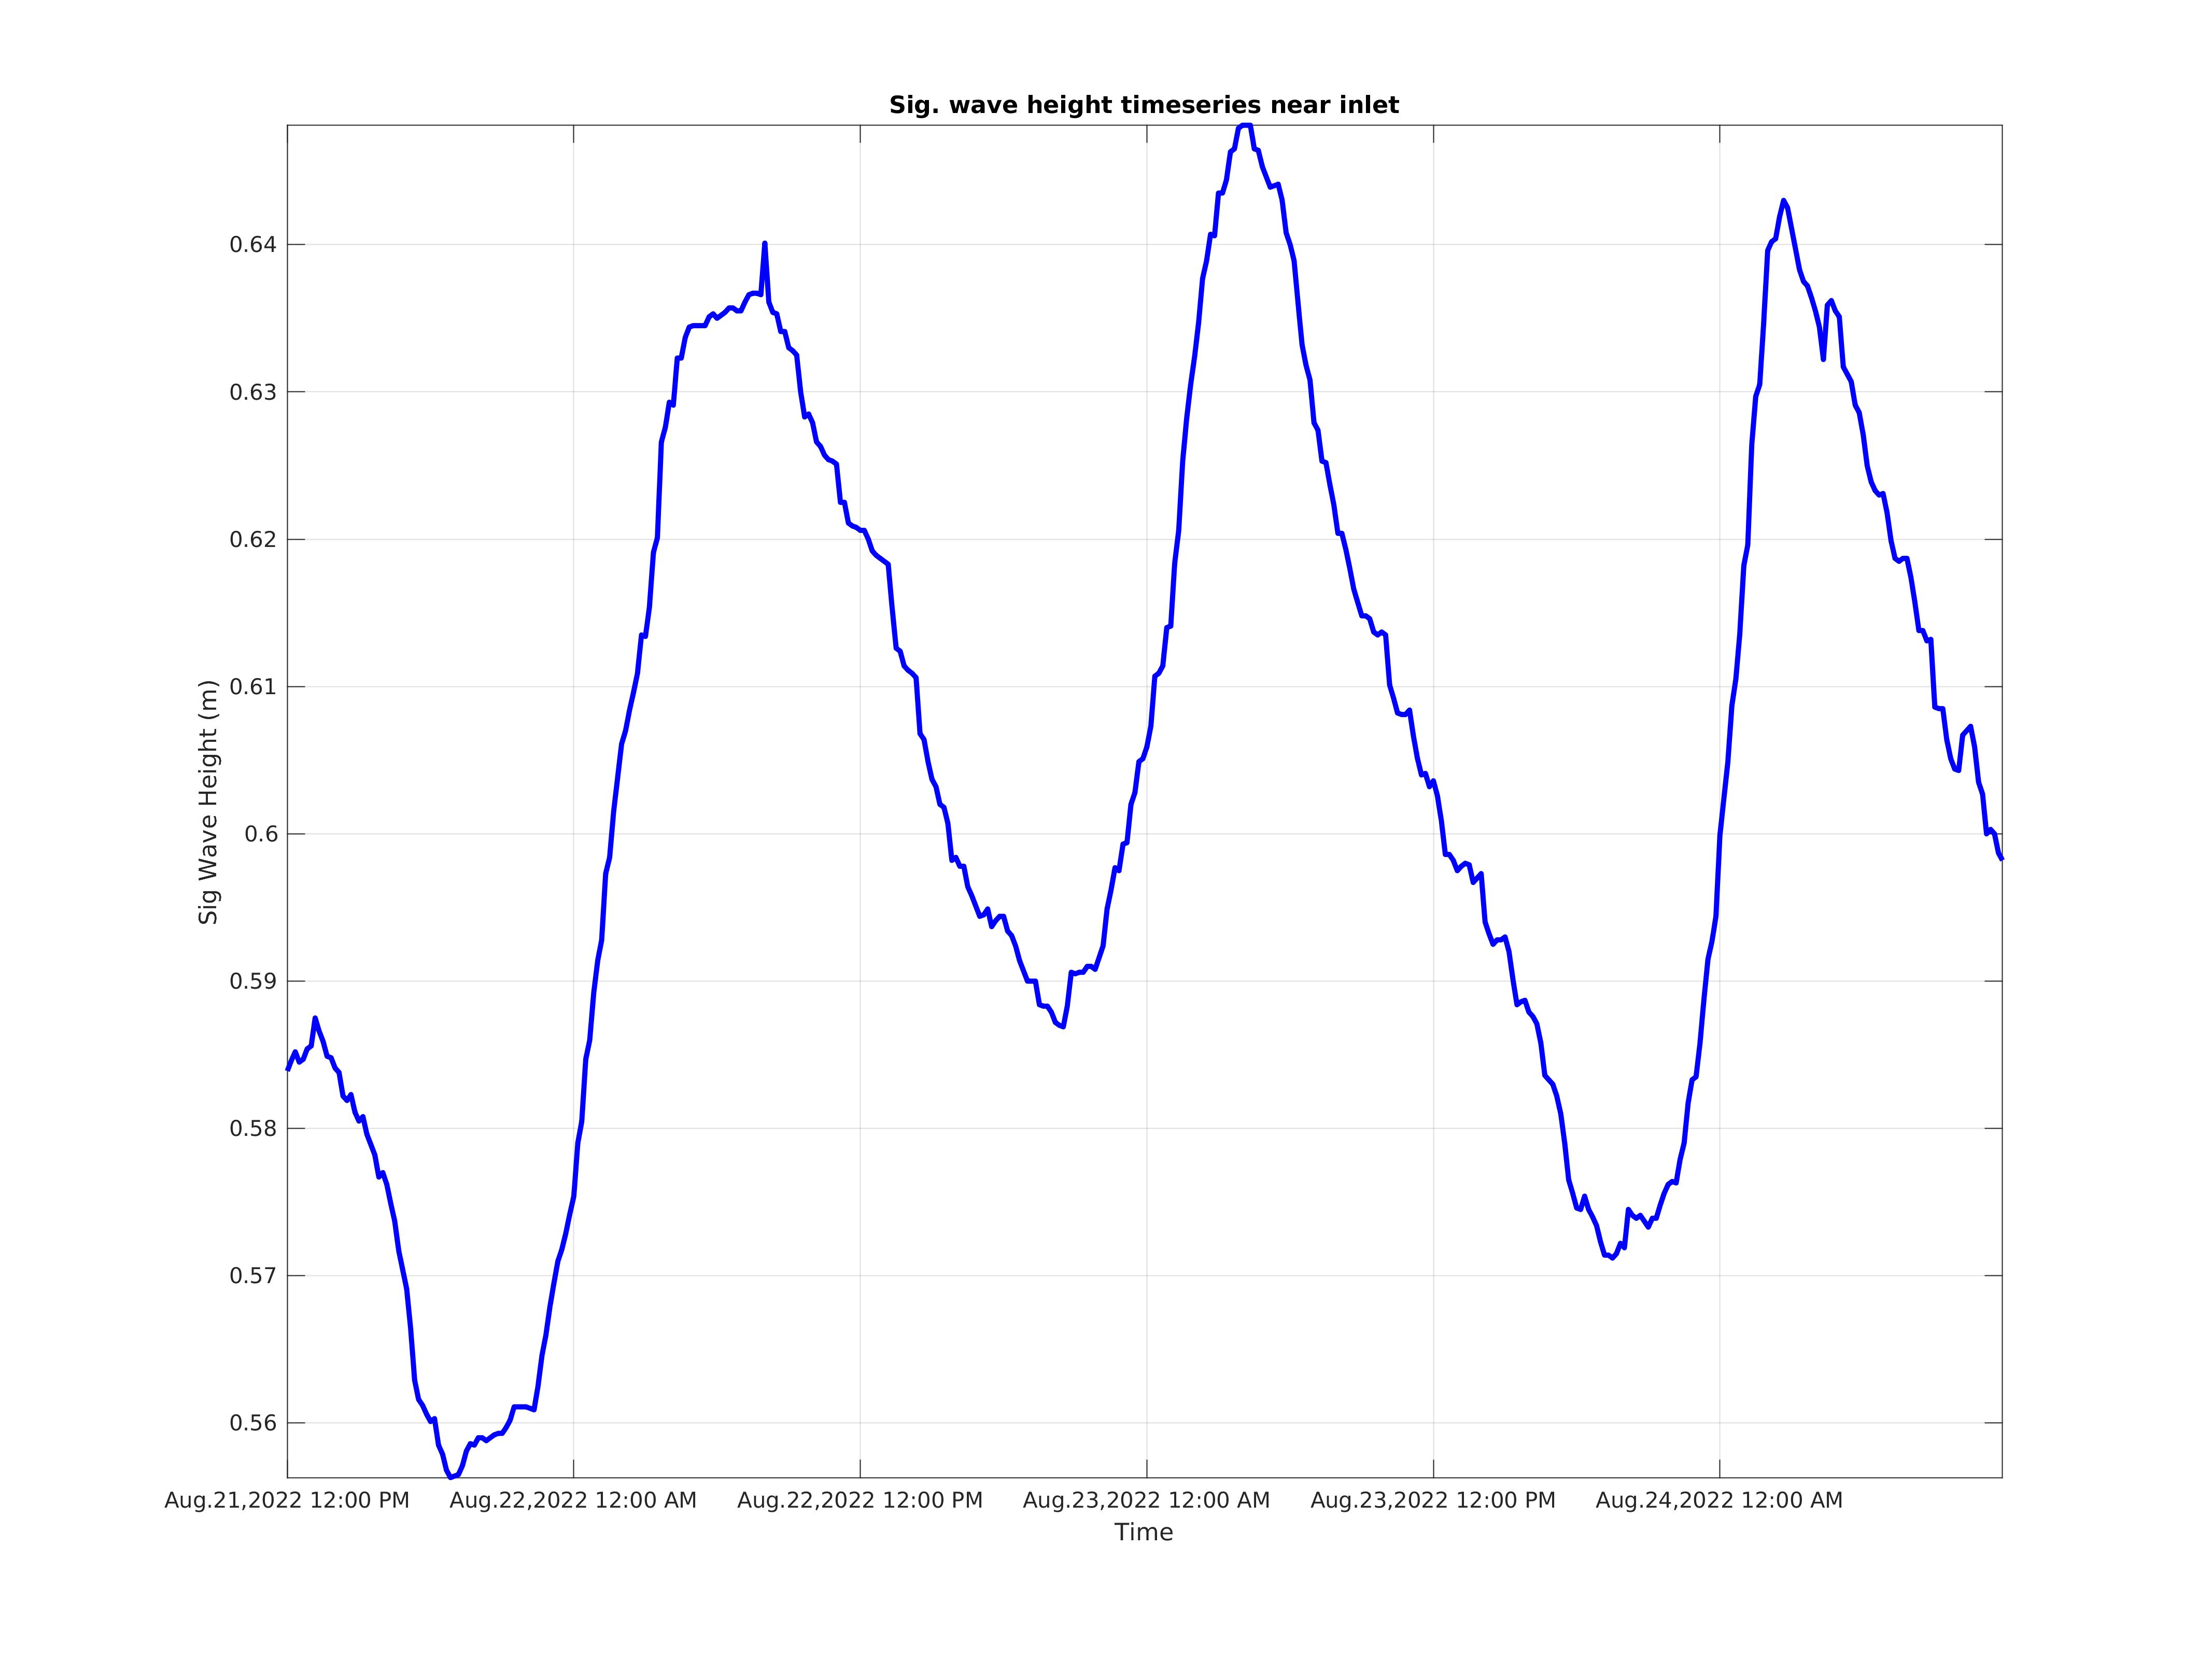 Sig. wave height timeseries near inlet
Sig Wave Height (m)
0.64
0.63
0.62
0.61
0.6
0.59
0.58
0.57
0.56
Aug.21,2022 12:00 PM Aug.22,2022 12:00 AM Aug.22,2022 12:00 PM Aug.23,2022 12:00 AM Aug.23,2022 12:00 PM Aug.24,2022 12:00 AM
Time